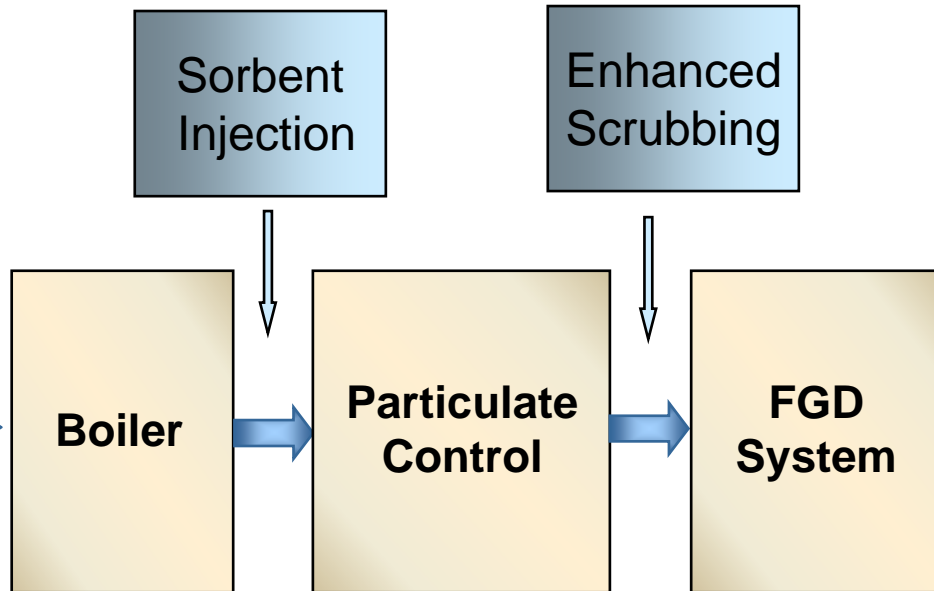 Sorbent
Injection
Enhanced
Scrubbing
Boiler
Particulate
Control
FGD
System